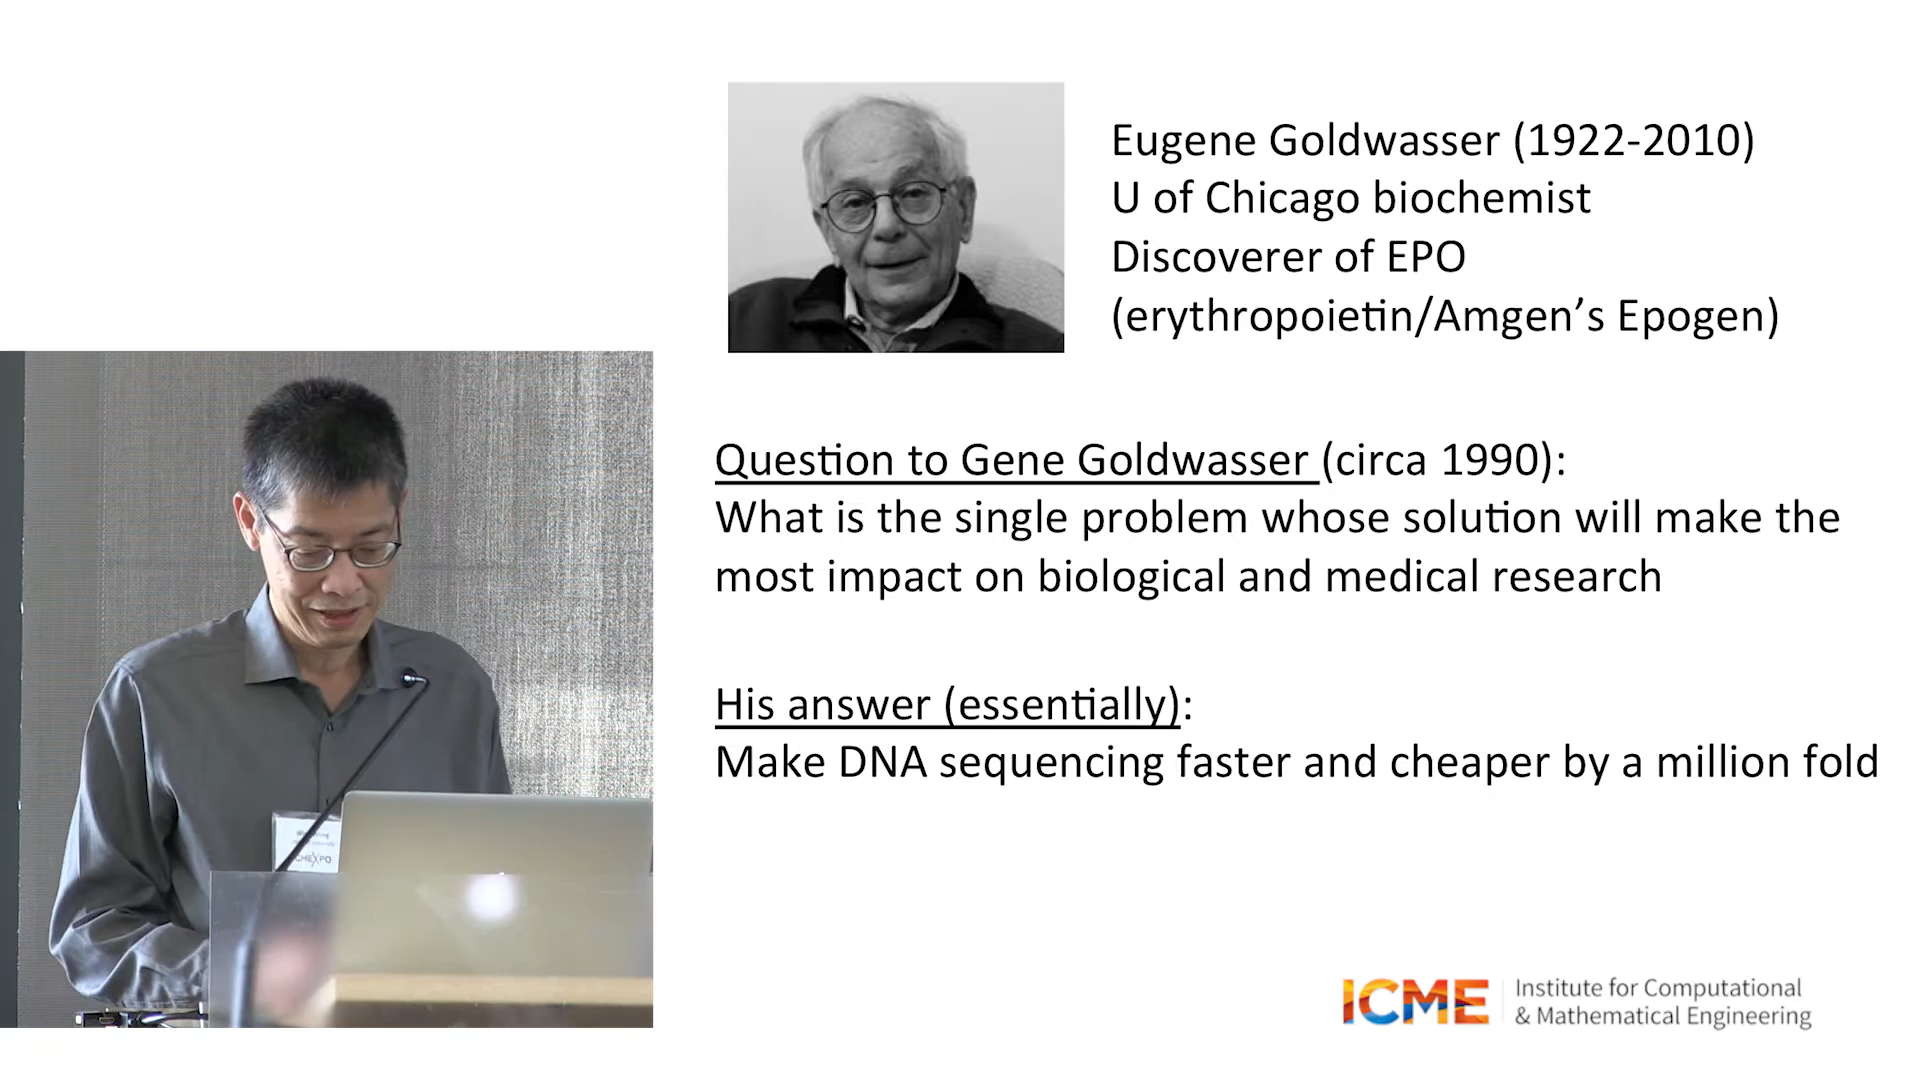 Eugene Goldwasser (1922-2010)
U of Chicago biochemist
Discoverer of EPO
(erythropoietin/Amgen’s Epogen)
Question to Gene Goldwasser (circa 1990):
What is the single problem whose solution will make the
most impact on biological and medical research
His answer (essentially):
Make DNA sequencing faster and cheaper by a million fold
ICME
Institute for Computational
& Mathematical Engineering